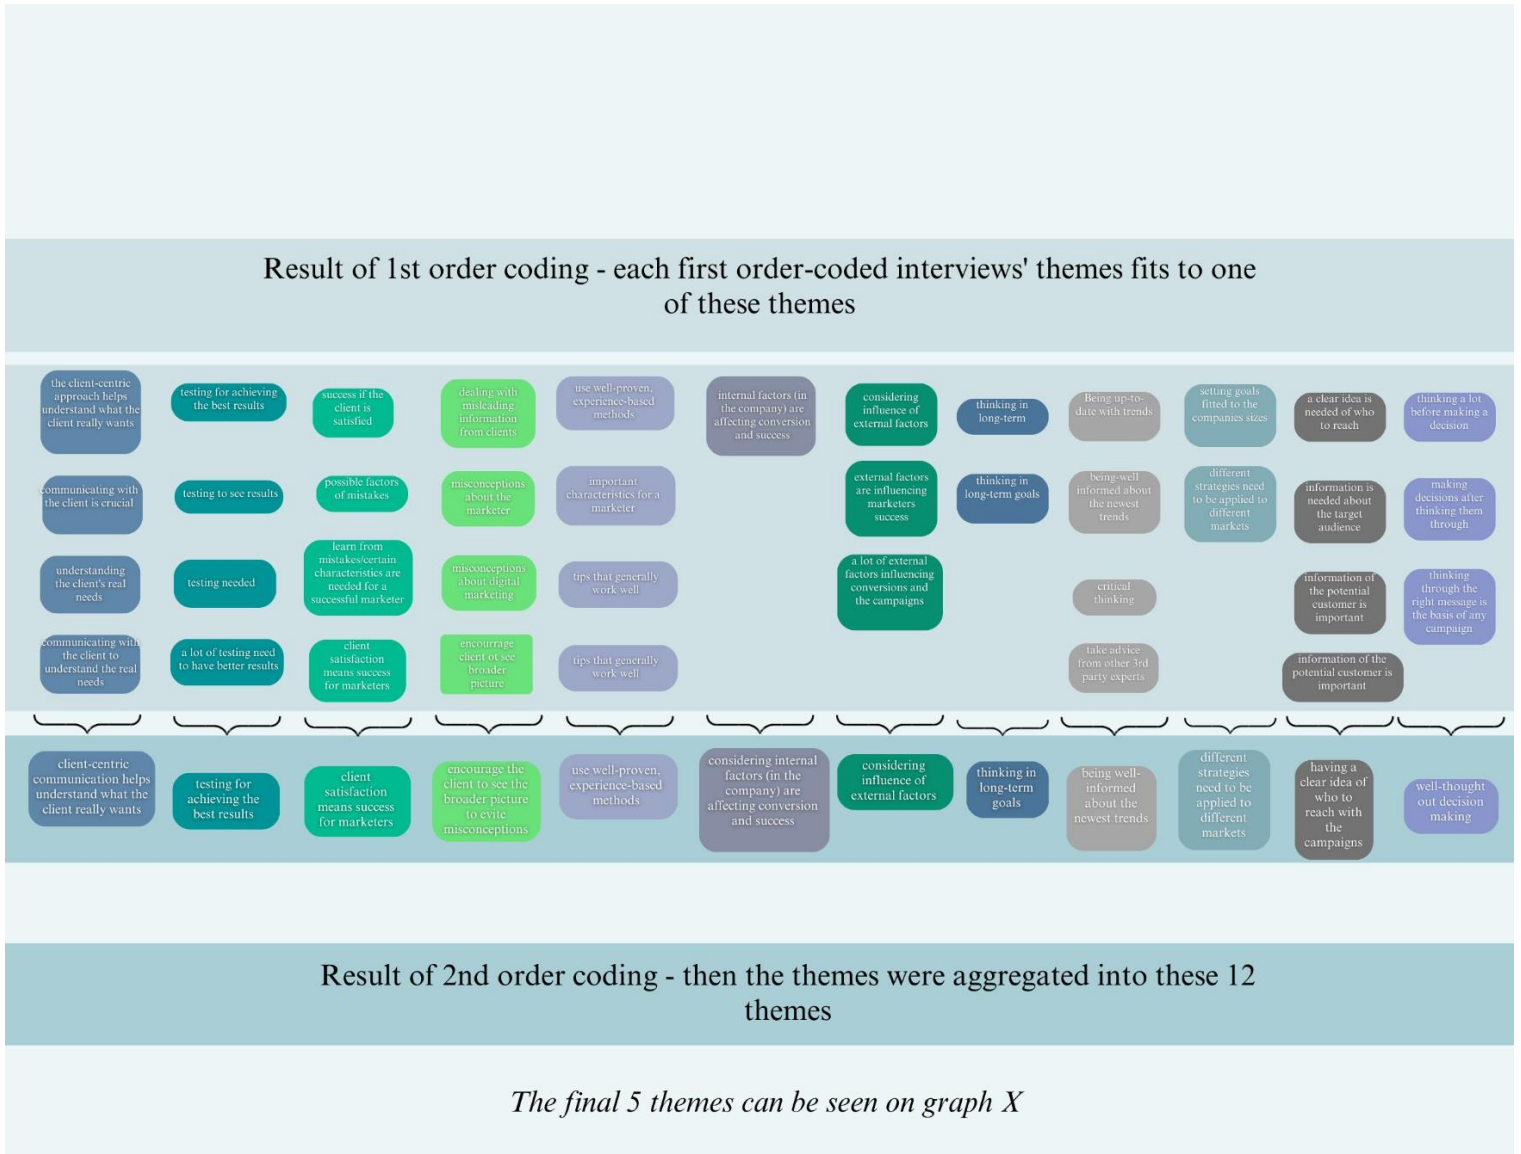 Result of 1st order coding - each first order-coded interviews' themes fits to one
of these themes
the client-centric
approach helps
understand what the
client really wants
testing for achieving
the best results
success if the
client is
satisfied
dealing with
misleading
information
from clients
use well-proven,
experience-based
methods
internal factors (in
the company) are
affecting conversion
and success
considering
influence of
external factors
thinking in
long-term
Being up-to-
date with trends
setting goals
fitted to the
companies sizes
a clear idea is
needed of who
to reach
thinking a lot
before making a
decision
communicating with
the client is crucial
testing to see results
possible factors
of mistakes
misconceptions
about the
marketer
important
characteristics for a
marketer
external factors
are influencing
marketers
success
thinking in
long-term goals
being-well
informed about
the newest
trends
different
strategies need
to be applied to
different
markets
information is
needed about
the target
audience
making
decisions after
thinking them
through
understanding
the client's real
needs
testing needed
learn from
mistakes/certain
characteristics are
needed for a
successful marketer
misconceptions
about digital
marketing
tips that generally
work well
a lot of external
factors influencing
conversions and
the campaigns
critical
thinking
information of
the potential
customer is
important
thinking
through the
right message is
the basis of any
campaign
communicating with
the client to
understand the real
needs
a lot of testing need
to have better results
client
satisfaction
means success
for marketers
encourrage
client ot see
broader
picture
tips that generally
work well
take advice
from other 3rd
party experts
information of the
potential customer is
important
client-centric
communication helps
understand what the
client really wants
testing for
achieving the
best results
client
satisfaction
means success
for marketers
encourage the
client to see the
broader picture
to evite
misconceptions
use well-proven,
experience-based
methods
considering internal
factors (in the
company) are
affecting conversion
and success
considering
influence of
external factors
thinking in
long-term
goals
being well-
informed
about the
newest trends
different
strategies
need to be
applied to
different
markets
having a
clear idea of
who to
reach with
the
campaigns
well-thought
out decision
making
Result of 2nd order coding - then the themes were aggregated into these 12
themes
The final 5 themes can be seen on graph X